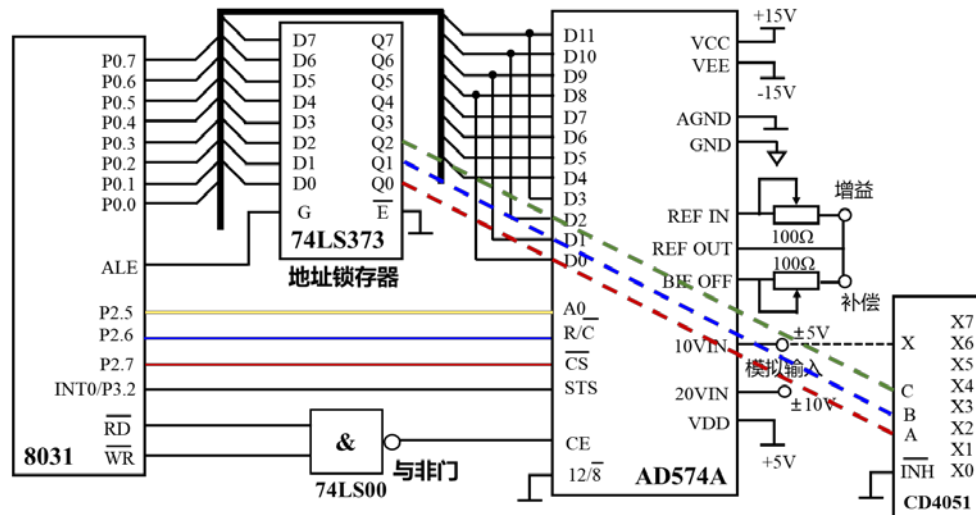 P0.7
P0.6
P0.5
P0.4
P0.3
P0.2
P0.1
P0.0
ALE
P2.5
P2.6
P2.7
INT0/P3.2
RD
WR
8031
D7 Q7
D6 Q6
D5 Q5
D4 Q4
D3 Q3
D2 Q2
D1 Q1
D0 Q0
G E
74LS373
地址锁存器
&
与非门
74LS00
D11
D10
D9
D8
D7
D6
D5
D4
D3
D2
D1
D0
A0
R/C
CS
STS
CE
12/8
VCC
VEE
AGND
GND
REF IN
REF OUT
BIF OFF
10VIN
20VIN
VDD
AD574A
+15V
-15V
增益
100Ω
100Ω
补偿
±5V
模拟输入
±10V
+5V
X7
X X6
X5
C X4
B X3
A X2
X1
INH X0
CD4051